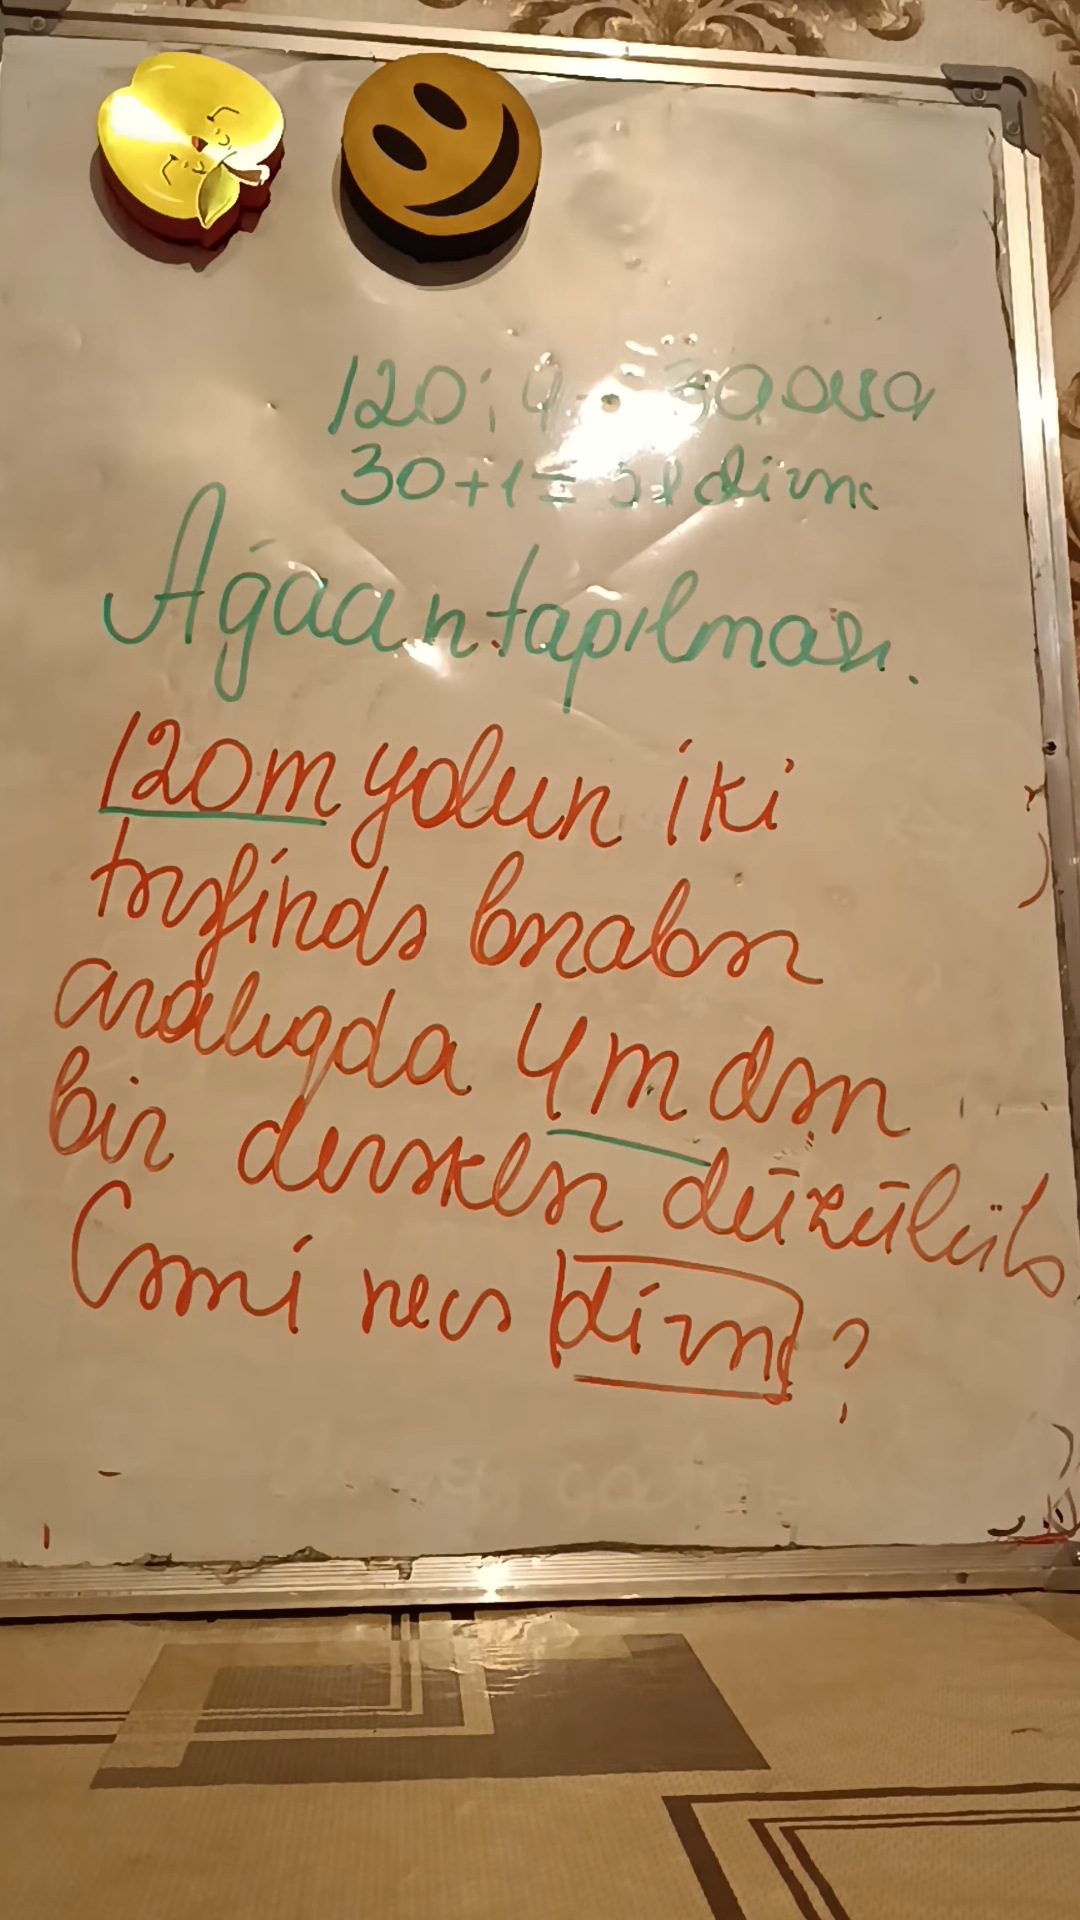 120:4= 30 ara
30+1= 31 dirək
Ağacın tapılması.
120m yolun iki
tərəfində bərabər
aralıqda 4m dən
bir dirəklər düzülüb
Cəmi neçə dirək?